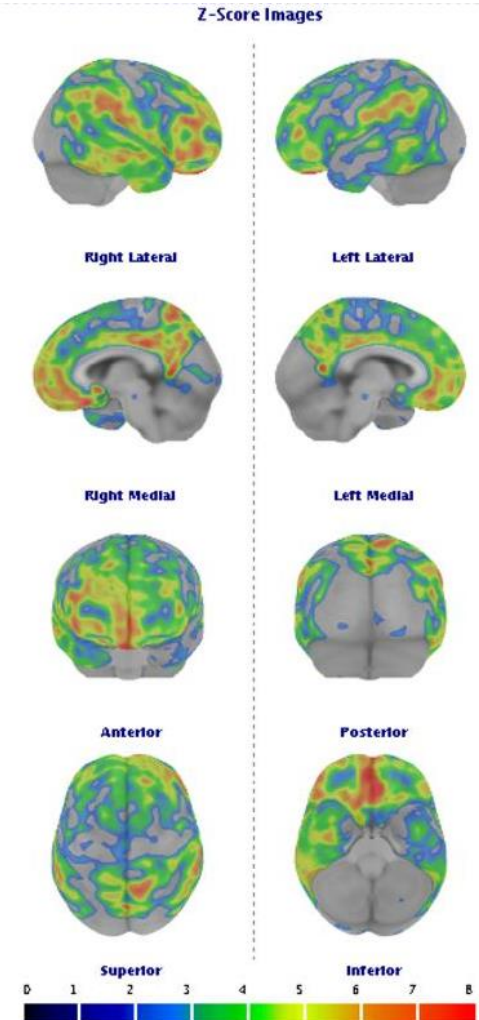 Z-Score Images
Right Lateral
Left Lateral
Right Medial
Left Medial
Anterior
Posterior
Superior
Inferior
0 1 2 3 4 5 6 7 8